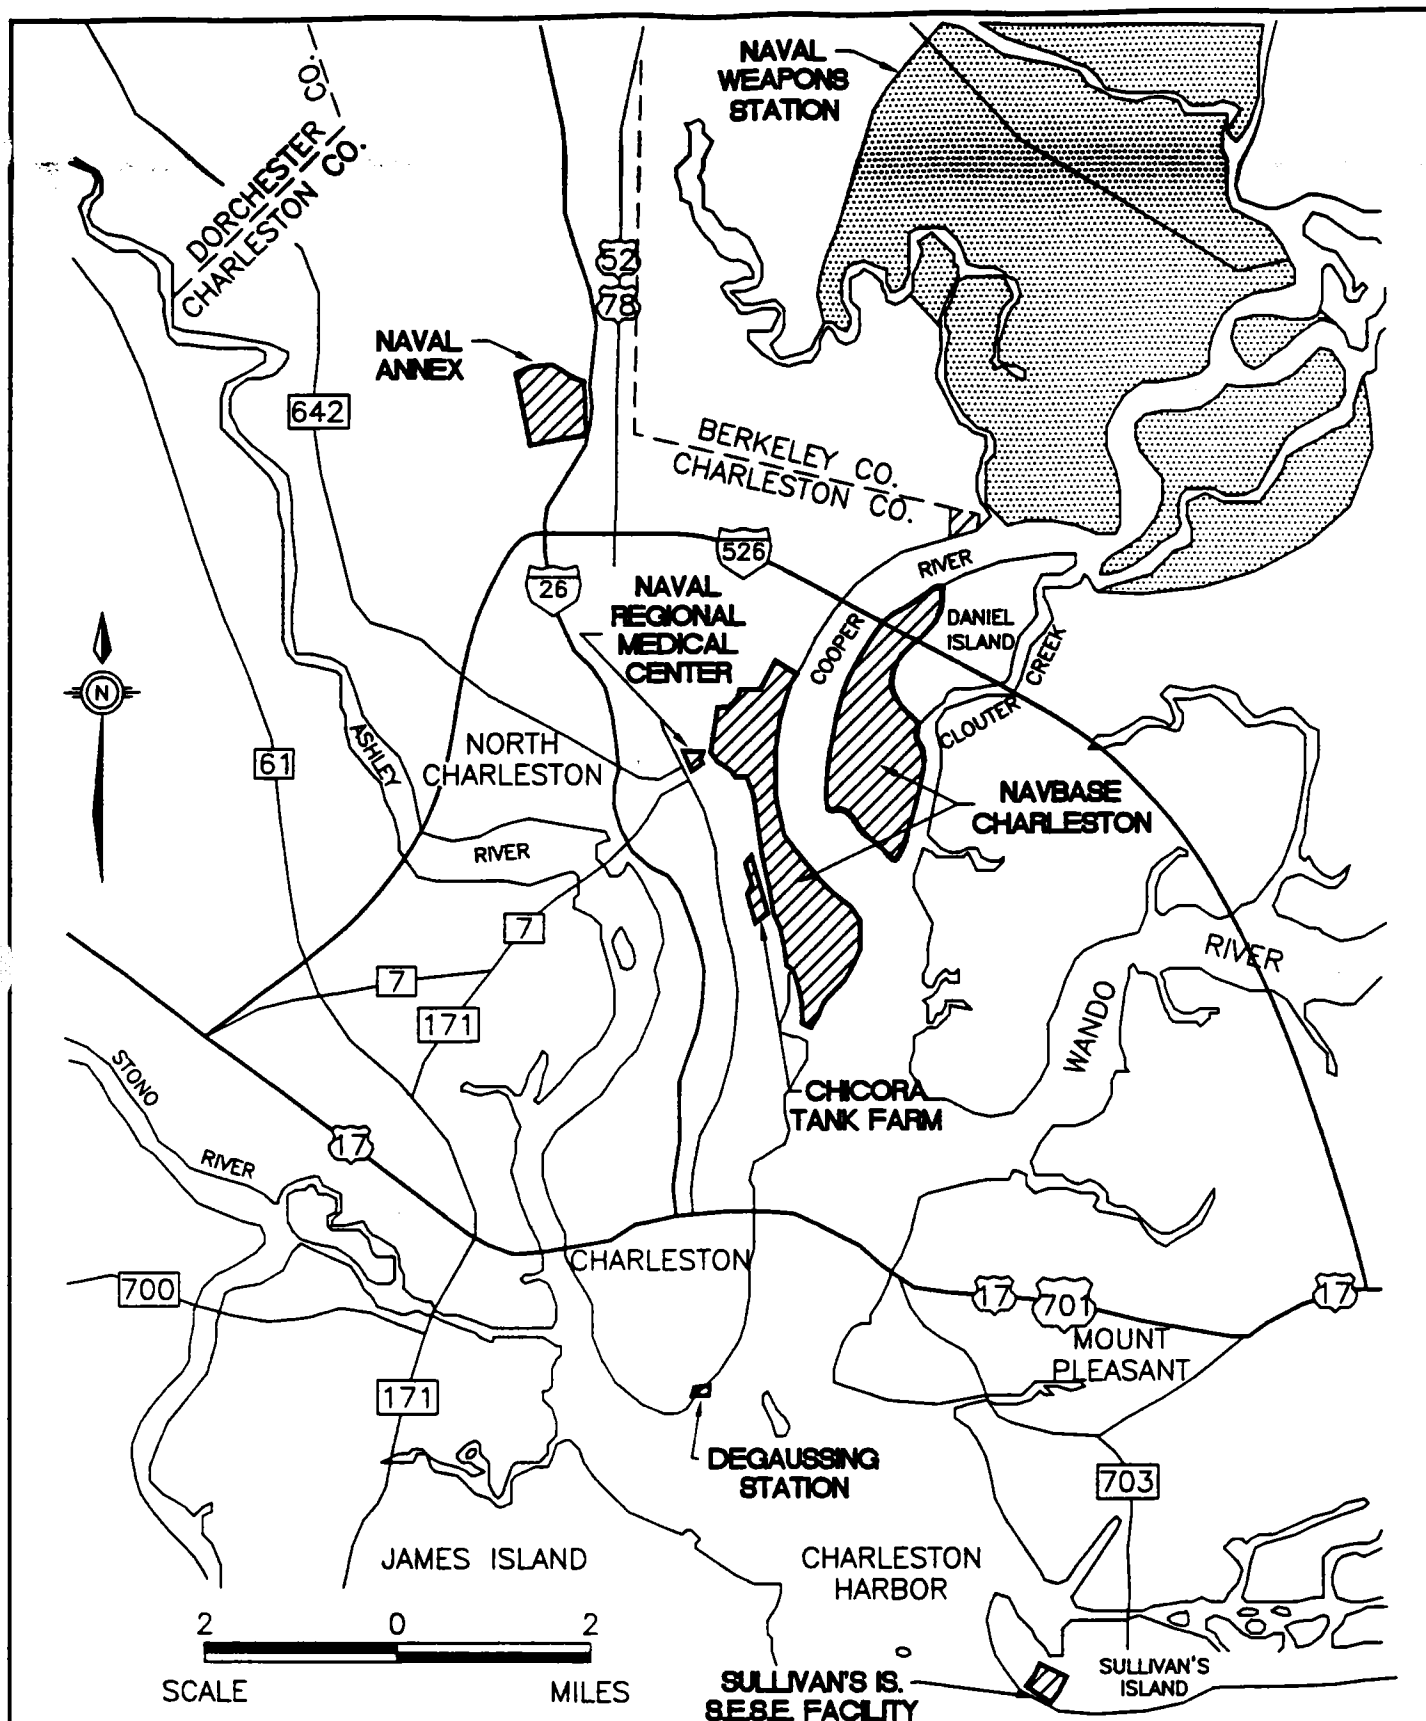 NAVAL
WEAPONS
STATION
DORCHESTER CO.
CHARLESTON CO.
52
78
NAVAL
ANNEX
642
BERKELEY CO.
CHARLESTON CO.
526
26
RIVER
NAVAL
REGIONAL
MEDICAL
CENTER
COOPER
DANIEL
ISLAND
CREEK
CLOUTER
N
ASHLEY
NORTH
CHARLESTON
61
NAVBASE
CHARLESTON
RIVER
7
7
171
RIVER
WANDO
STONO
RIVER
CHICORA
TANK FARM
17
CHARLESTON
700
17
701
17
MOUNT
PLEASANT
171
DEGAUSSING
STATION
703
JAMES ISLAND
CHARLESTON
HARBOR
2 0 2
SCALE MILES
SULLIVAN'S
ISLAND
SULLIVAN'S IS.
S.E.S.E. FACILITY